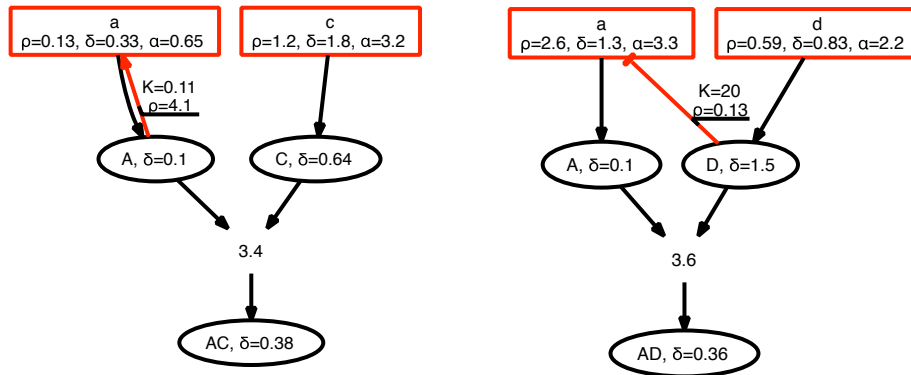 a
ρ=0.13, δ=0.33, α=0.65
c
ρ=1.2, δ=1.8, α=3.2
K=0.11
ρ=4.1
A, δ=0.1
C, δ=0.64
3.4
AC, δ=0.38
a
ρ=2.6, δ=1.3, α=3.3
d
ρ=0.59, δ=0.83, α=2.2
K=20
ρ=0.13
A, δ=0.1
D, δ=1.5
3.6
AD, δ=0.36